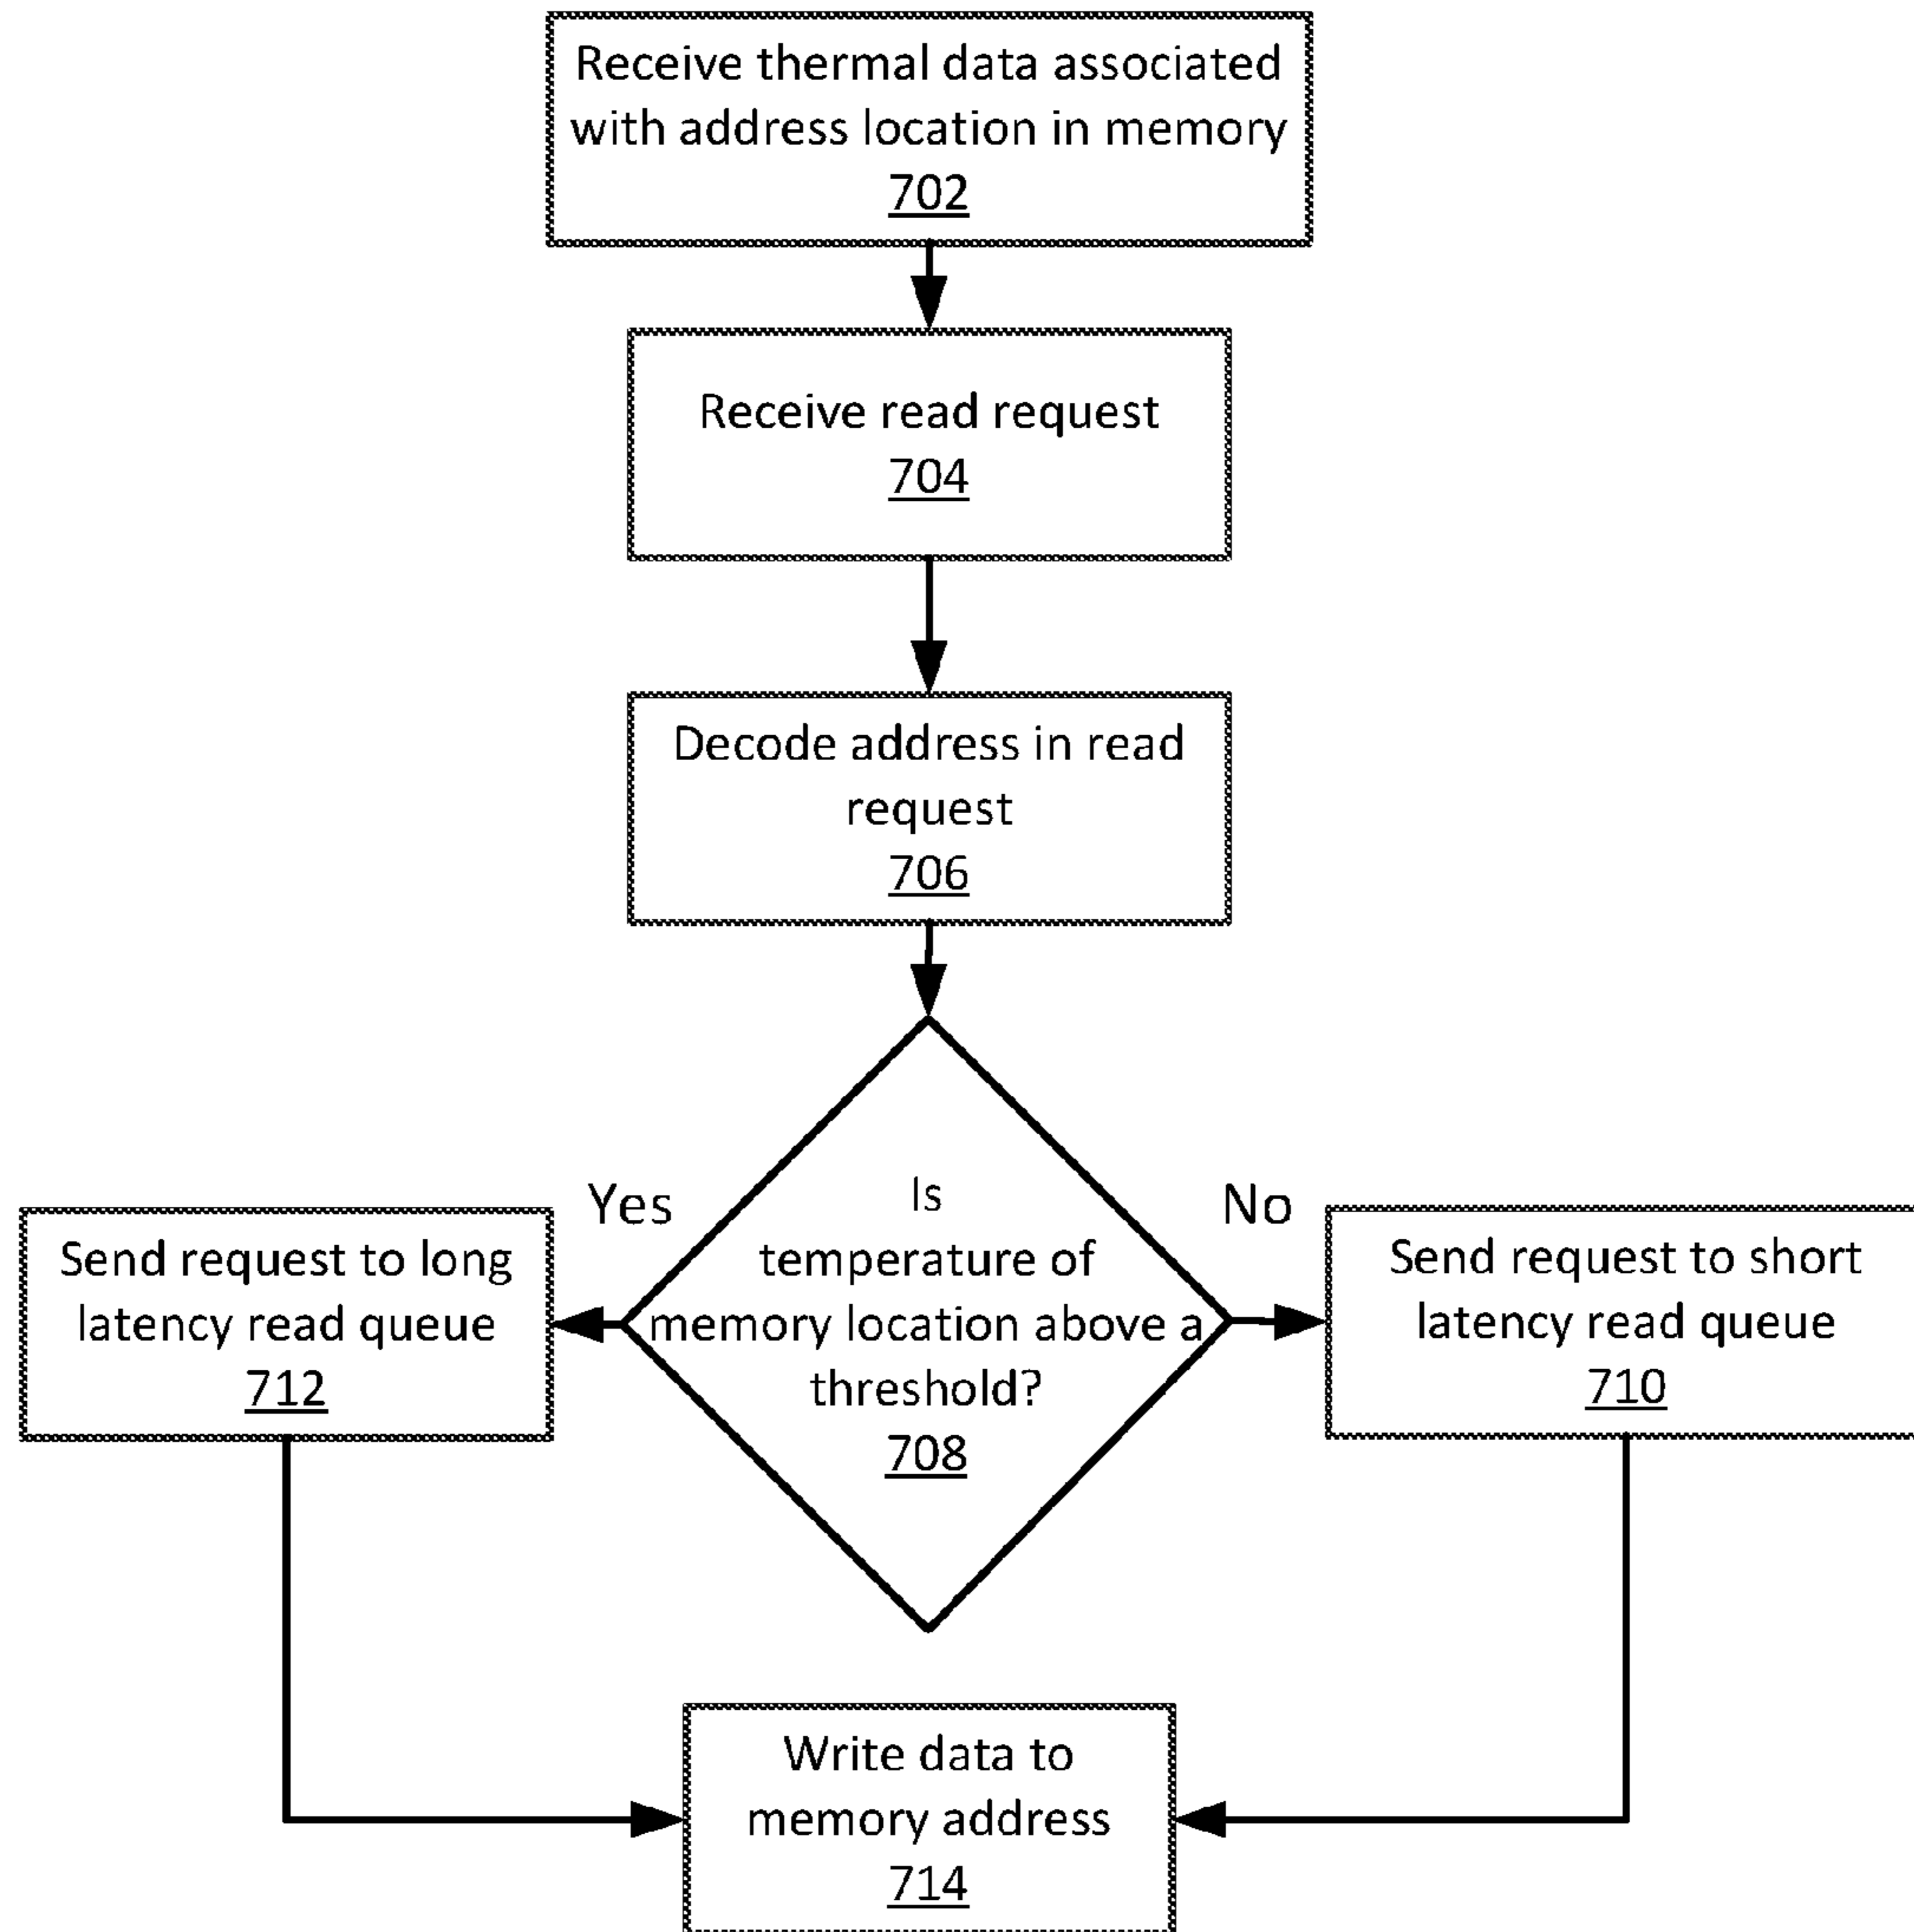 Receive thermal data associated
with address location in memory
702
Receive read request
704
Decode address in read
request
706
Yes
No
Is
temperature of
memory location above a
threshold?
708
Send request to long
latency read queue
712
Send request to short
latency read queue
710
Write data to
memory address
714